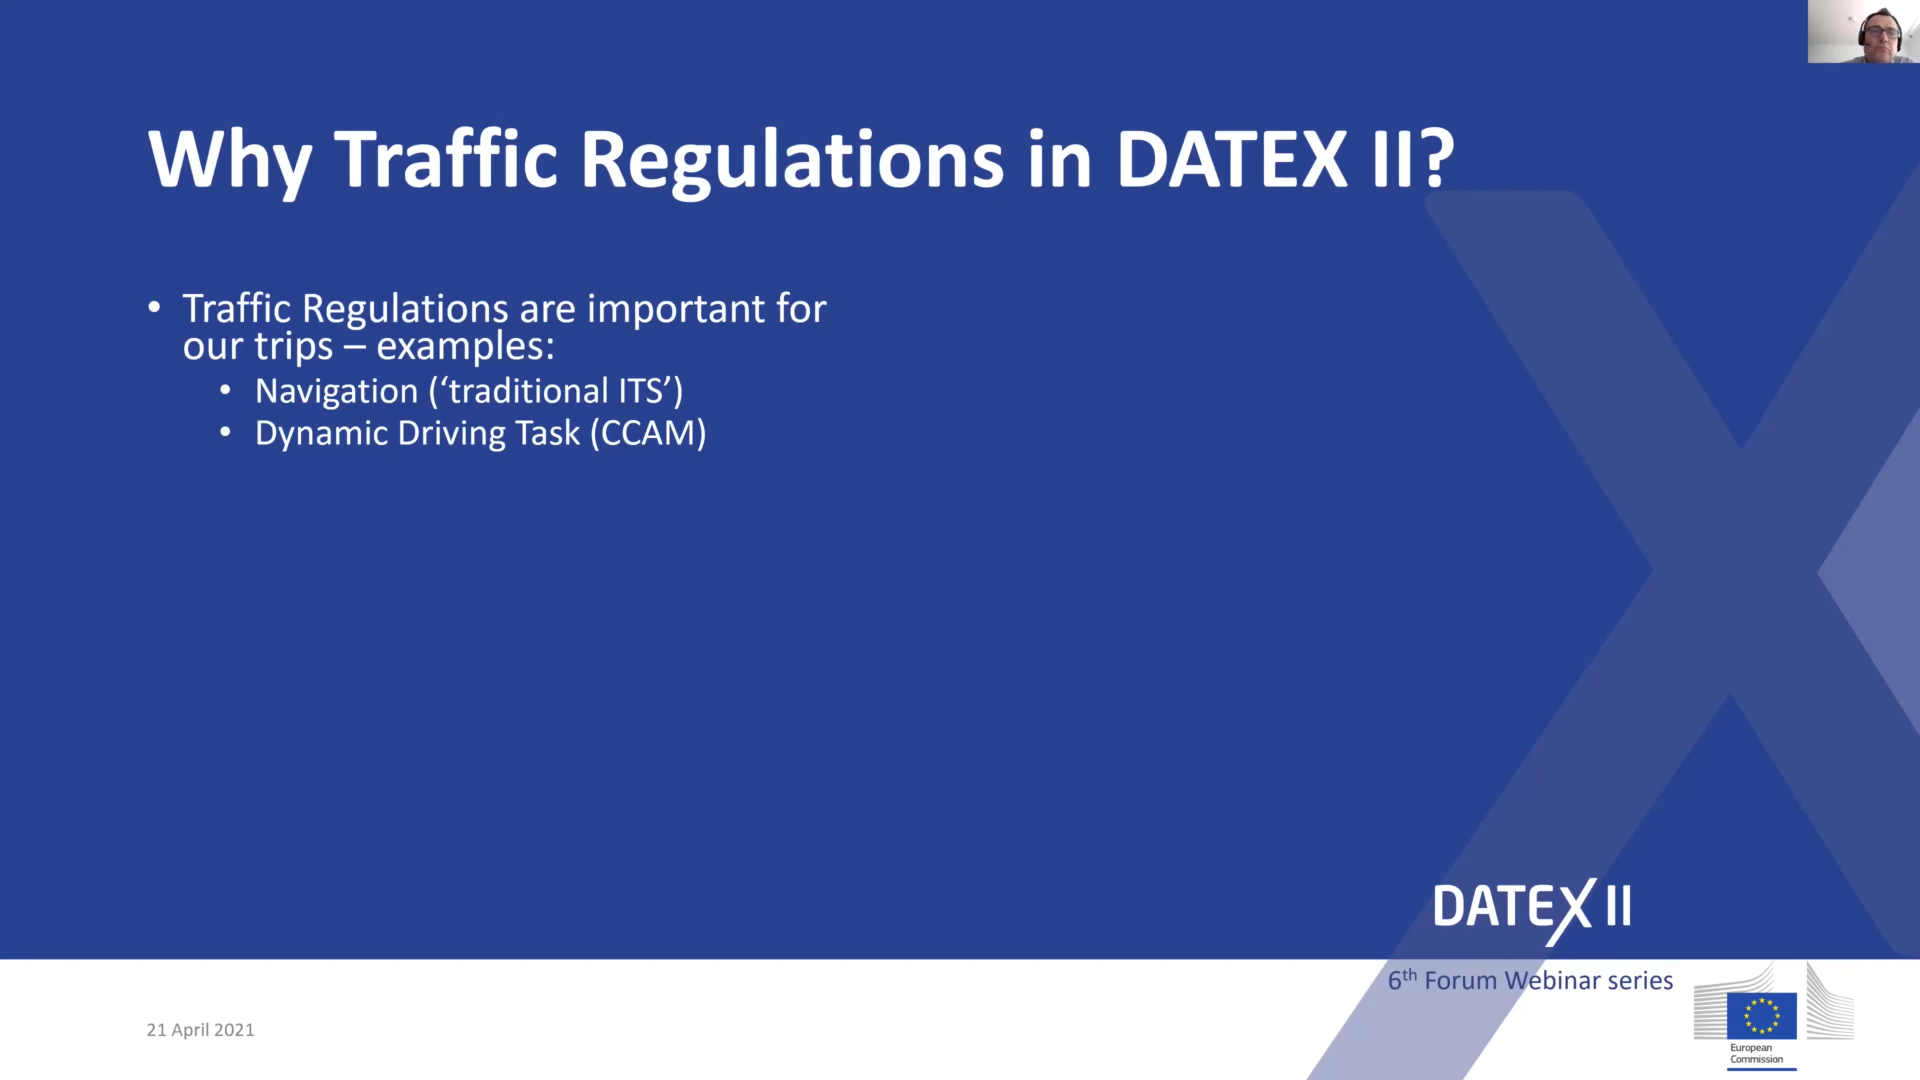 Why Traffic Regulations in DATEX II?
• Traffic Regulations are important for
our trips – examples:
• Navigation (‘traditional ITS’)
• Dynamic Driving Task (CCAM)
DATEX II
6th Forum Webinar series
21 April 2021
European
Commission